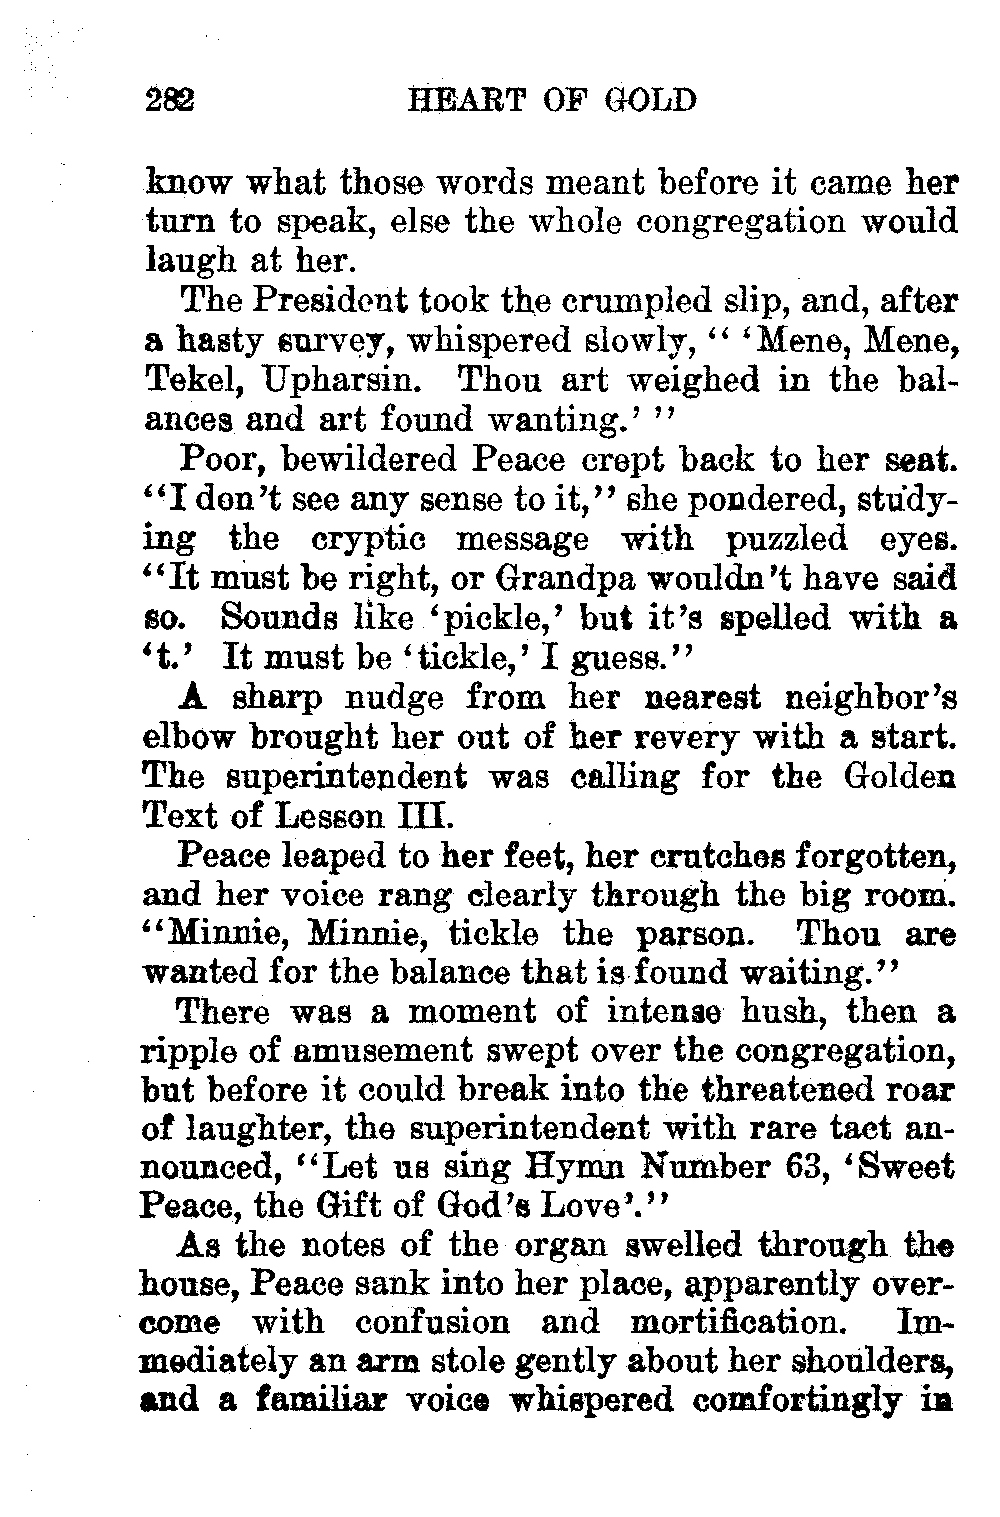 282 HEART OF GOLD
know what those words meant before it came her
turn to speak, else the whole congregation would
laugh at her.
The President took the crumpled slip, and, after
a hasty survey, whispered slowly, " 'Mene, Mene,
Tekel, Upharsin. Thou art weighed in the bal-
ances and art found wanting.' "
Poor, bewildered Peace crept back to her seat.
"I don't see any sense to it," she pondered, study-
ing the cryptic message with puzzled eyes.
"It must be right, or Grandpa wouldn't have said
so. Sounds like 'pickle,' but it's spelled with a
't.' It must be 'tickle,' I guess."
A sharp nudge from her nearest neighbor's
elbow brought her out of her revery with a start.
The superintendent was calling for the Golden
Text of Lesson III.
Peace leaped to her feet, her crutches forgotten,
and her voice rang clearly through the big room.
"Minnie, Minnie, tickle the parson. Thou are
wanted for the balance that is found waiting."
There was a moment of intense hush, then a
ripple of amusement swept over the congregation,
but before it could break into the threatened roar
of laughter, the superintendent with rare tact an-
nounced, "Let us sing Hymn Number 63, 'Sweet
Peace, the Gift of God's Love'."
As the notes of the organ swelled through the
house, Peace sank into her place, apparently over-
come with confusion and mortification. Im-
mediately an arm stole gently about her shoulders,
and a familiar voice whispered comfortingly in